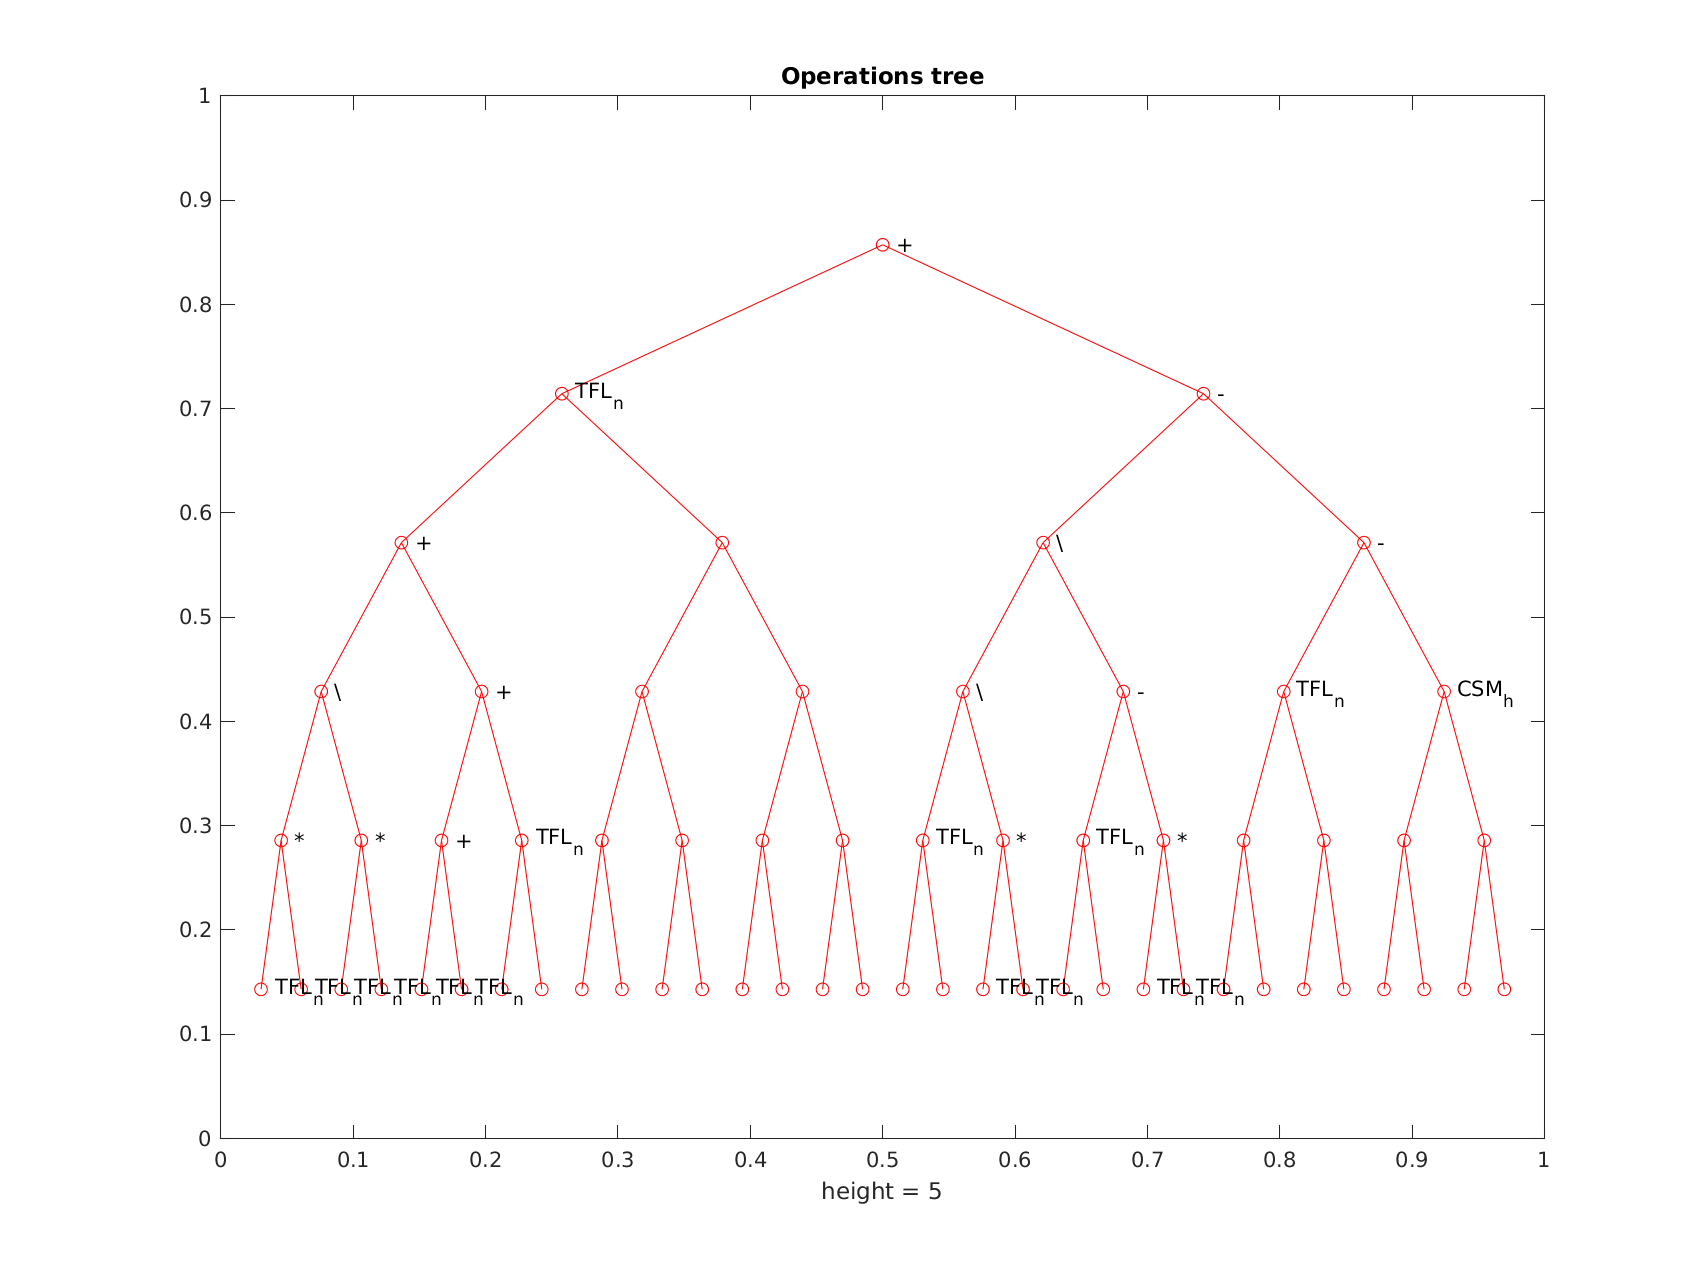 Operations tree
1
+
0.9
0.8
TFLn -
0.7
+ \ -
0.6
0.5
\ + \ - TFLn CSMh
0.4
* * + TFLn TFLn * TFLn *
0.3
0.2
TFLn TFLn TFLn TFLn TFLn TFLn TFLn TFLn TFLn TFLn
0.1
0
0 0.1 0.2 0.3 0.4 0.5 0.6 0.7 0.8 0.9 1
height = 5